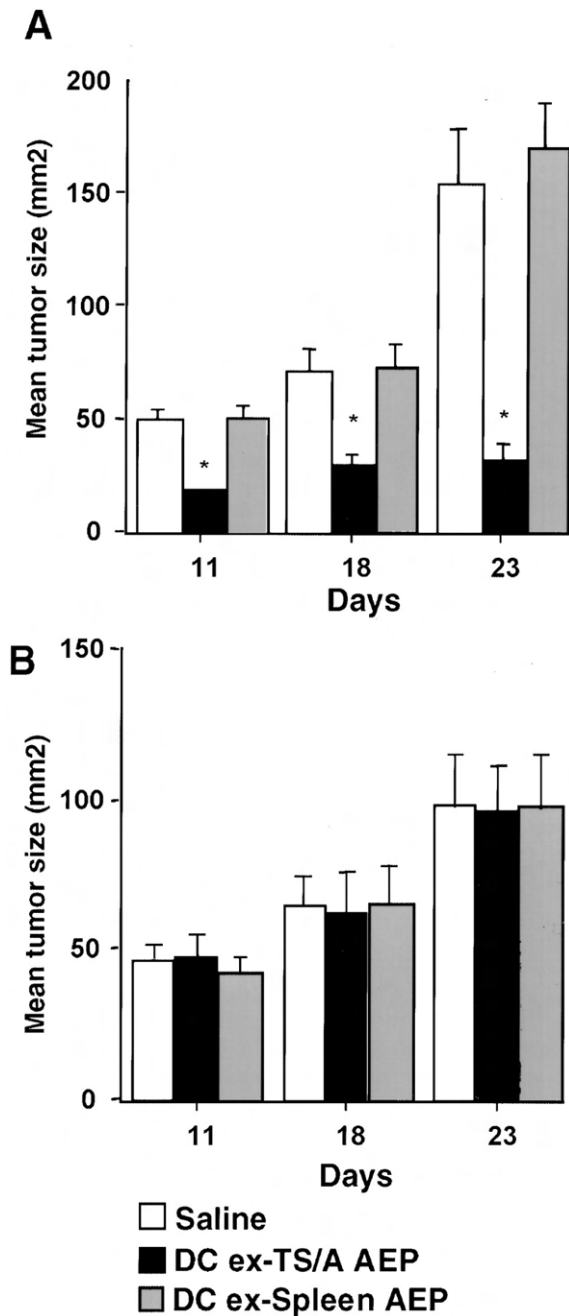 A
Mean tumor size (mm2)
200
150
100
50
0
*
*
*
11 18 23
Days
B
Mean tumor size (mm2)
150
100
50
0
11 18 23
Days
Saline
DC ex-TS/A AEP
DC ex-Spleen AEP